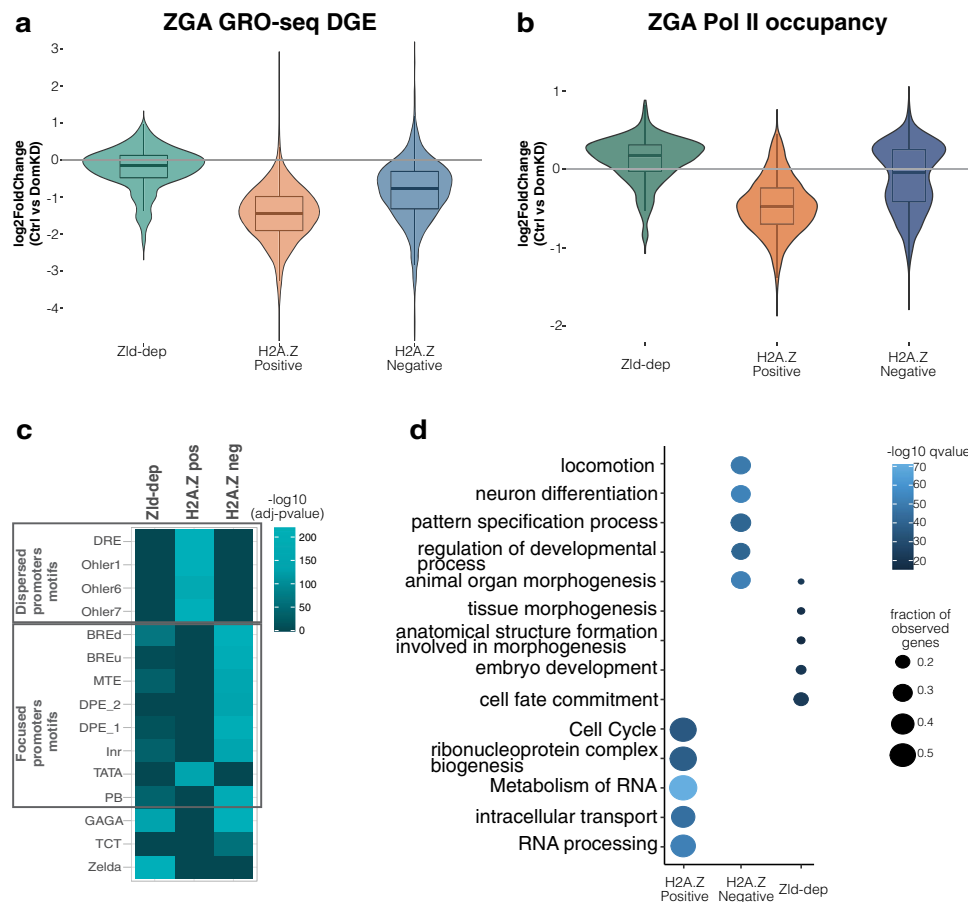 a
ZGA GRO-seq DGE
log2FoldChange
(Ctrl vs DomKD)
3
2
1
0
-1
-2
-3
-4
Zld-dep
H2A.Z
Positive
H2A.Z
Negative
b
ZGA Pol II occupancy
log2FoldChange
(Ctrl vs DomKD)
1
0
-1
-2
Zld-dep
H2A.Z
Positive
H2A.Z
Negative
c
Zld-dep
H2A.Z pos
H2A.Z neg
-log10
(adj-pvalue)
200
150
100
50
0
Dispersed
promoters
motifs
DRE
Ohler1
Ohler6
Ohler7
Focused
promoters
motifs
BREd
BREu
MTE
DPE_2
DPE_1
Inr
TATA
PB
GAGA
TCT
Zelda
d
locomotion
neuron differentiation
pattern specification process
regulation of developmental
process
animal organ morphogenesis
tissue morphogenesis
anatomical structure formation
involved in morphogenesis
embryo development
cell fate commitment
Cell Cycle
ribonucleoprotein complex
biogenesis
Metabolism of RNA
intracellular transport
RNA processing
H2A.Z
Positive
H2A.Z
Negative
Zld-dep
-log10 qvalue
70
60
50
40
30
20
fraction of
observed
genes
0.2
0.3
0.4
0.5